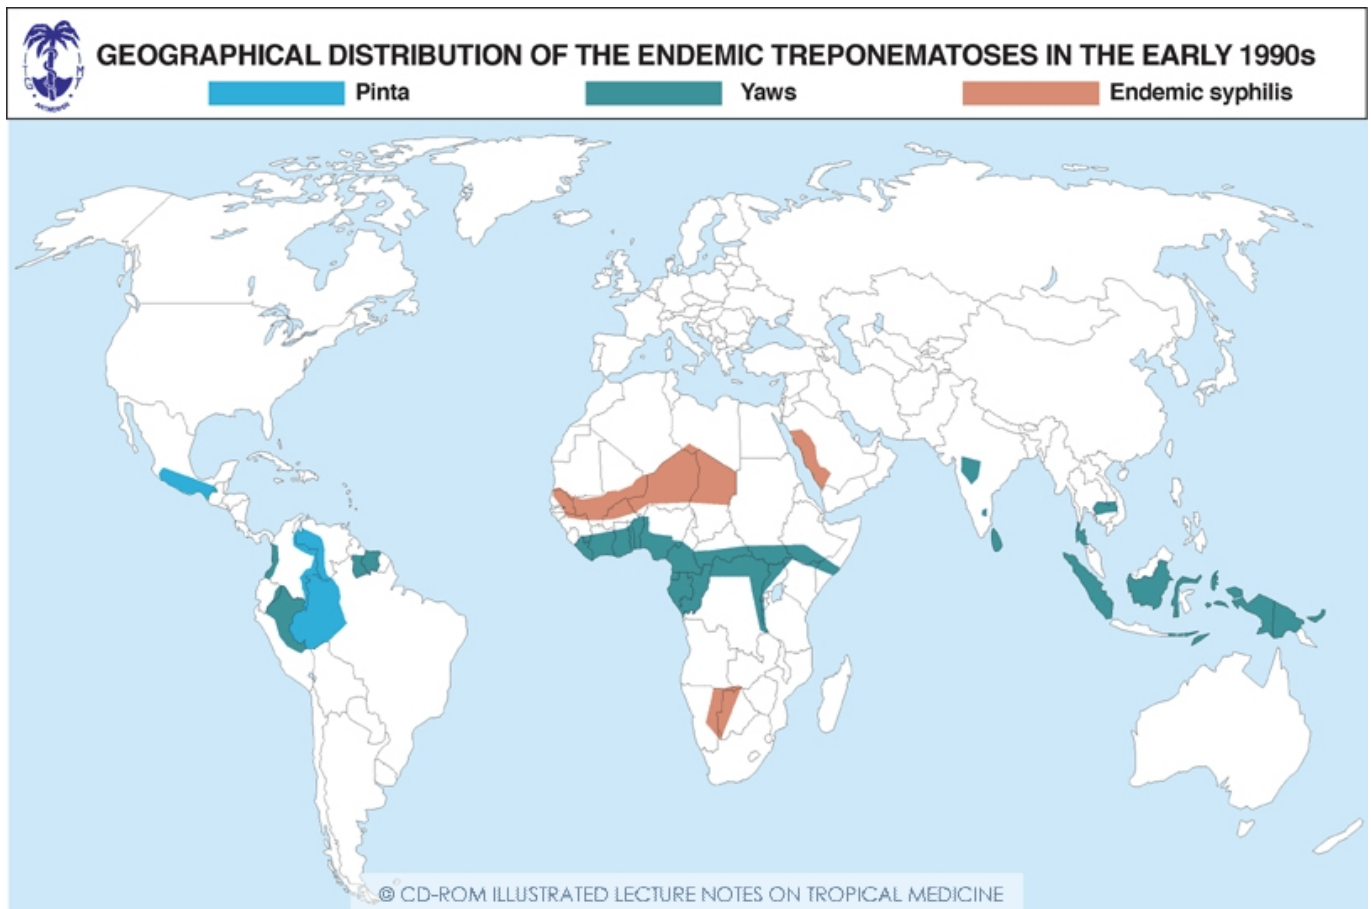 GEOGRAPHICAL DISTRIBUTION OF THE ENDEMIC TREPONEMATOSES IN THE EARLY 1990s
Pinta
Yaws
Endemic syphilis
© CD-ROM ILLUSTRATED LECTURE NOTES ON TROPICAL MEDICINE